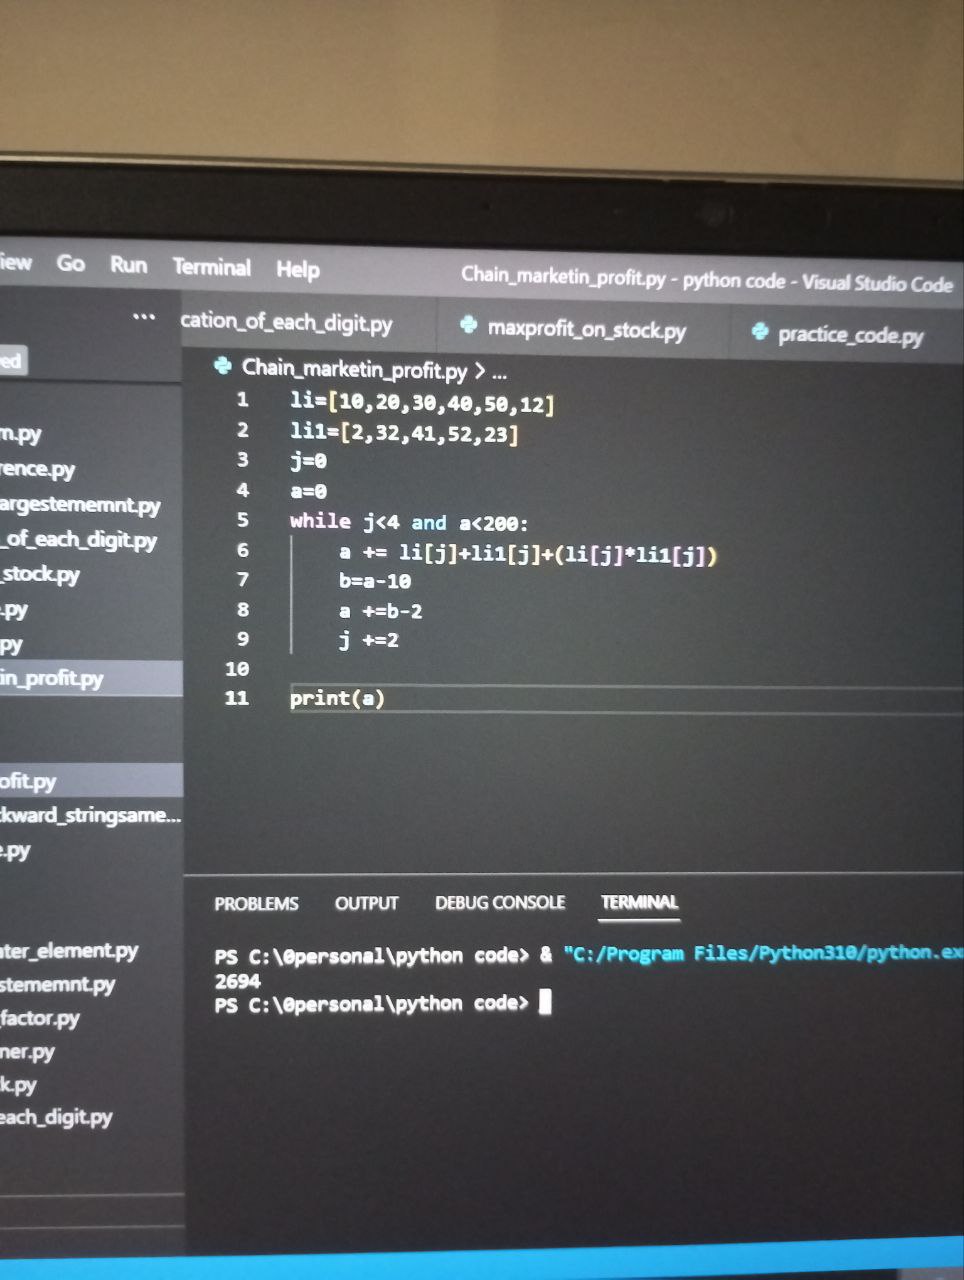 iew Go Run Terminal Help Chain_marketin_profit.py - python code - Visual Studio Code
... cation_of_each_digit.py maxprofit_on_stock.py practice_code.py
ed
Chain_marketin_profit.py > ...
1 li=[10,20,30,40,50,12]
2 li1=[2,32,41,52,23]
3 j=0
4 a=0
5 while j<4 and a<200:
6 a += li[j]+li1[j]+(li[j]*li1[j])
7 b=a-10
8 a +=b-2
9 j +=2
10
11 print(a)
m.py
rence.py
argestememnt.py
_of_each_digit.py
_stock.py
.py
py
in_profit.py
ofit.py
kward_stringsame...
e.py
ater_element.py
stememnt.py
factor.py
ner.py
k.py
each_digit.py
PROBLEMS OUTPUT DEBUG CONSOLE TERMINAL
PS C:\0personal\python code> & "C:/Program Files/Python310/python.ex
2694
PS C:\0personal\python code>